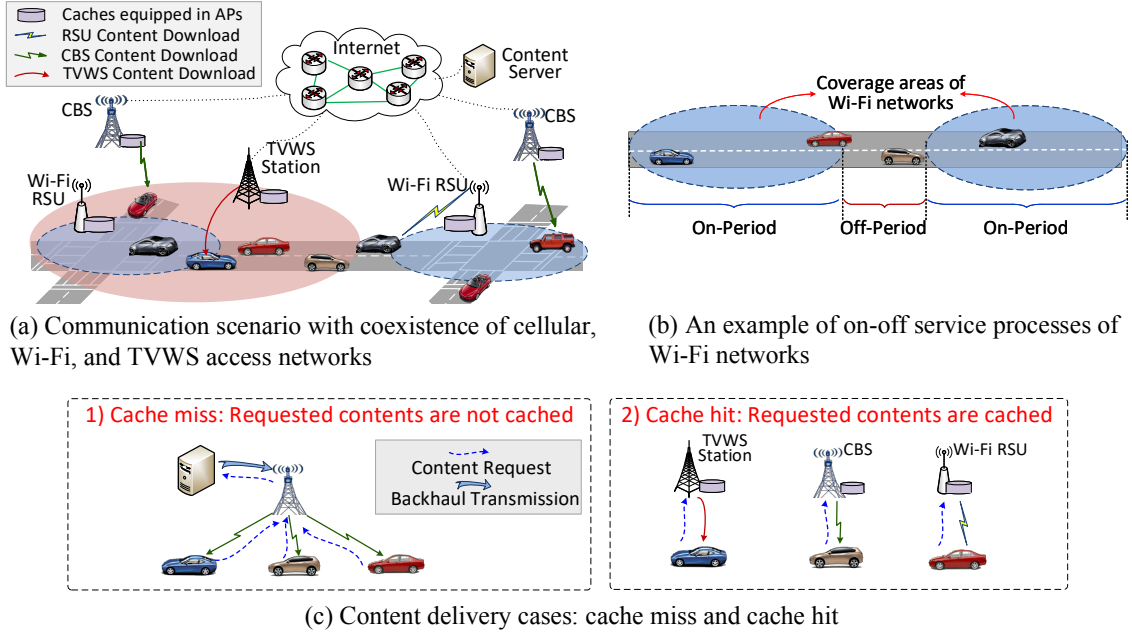 Caches equipped in APs
RSU Content Download
CBS Content Download
TVWS Content Download
Internet
Content
Server
CBS
CBS
TVWS
Station
Wi-Fi
RSU
Wi-Fi RSU
(a) Communication scenario with coexistence of cellular,
Wi-Fi, and TVWS access networks
Coverage areas of
Wi-Fi networks
On-Period
Off-Period
On-Period
(b) An example of on-off service processes of
Wi-Fi networks
1) Cache miss: Requested contents are not cached
Content Request
Backhaul Transmission
2) Cache hit: Requested contents are cached
TVWS
Station
CBS
Wi-Fi RSU
(c) Content delivery cases: cache miss and cache hit